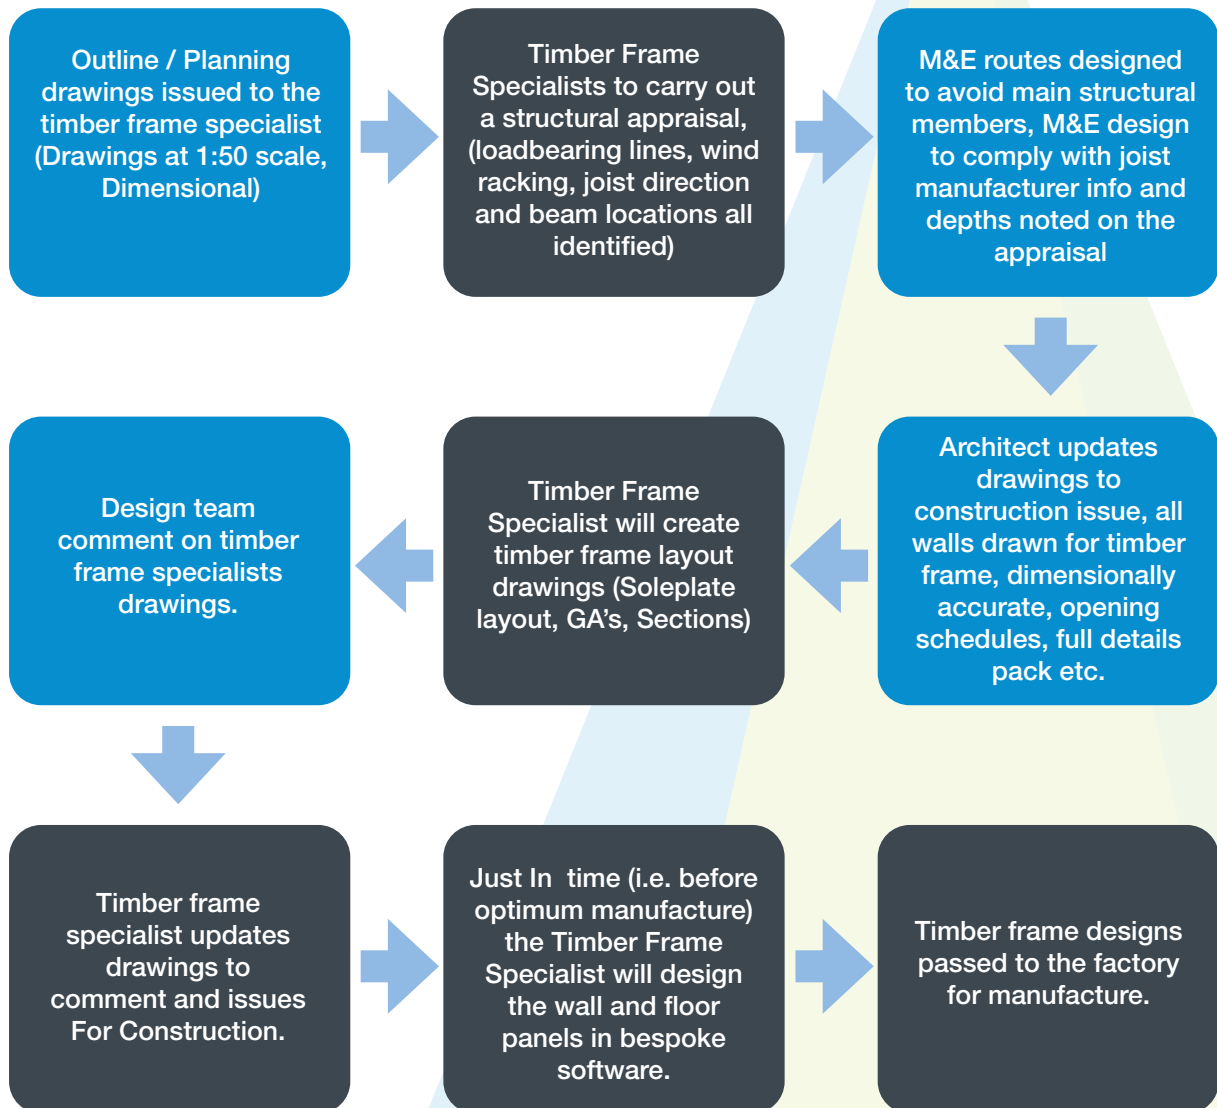 Outline / Planning
drawings issued to the
timber frame specialist
(Drawings at 1:50 scale,
Dimensional)
Timber Frame
Specialists to carry out
a structural appraisal,
(loadbearing lines, wind
racking, joist direction
and beam locations all
identified)
M&E routes designed
to avoid main structural
members, M&E design
to comply with joist
manufacturer info and
depths noted on the
appraisal
Architect updates
drawings to
construction issue, all
walls drawn for timber
frame, dimensionally
accurate, opening
schedules, full details
pack etc.
Timber Frame
Specialist will create
timber frame layout
drawings (Soleplate
layout, GA's, Sections)
Design team
comment on timber
frame specialists
drawings.
Timber frame
specialist updates
drawings to
comment and issues
For Construction.
Just In time (i.e. before
optimum manufacture)
the Timber Frame
Specialist will design
the wall and floor
panels in bespoke
software.
Timber frame designs
passed to the factory
for manufacture.